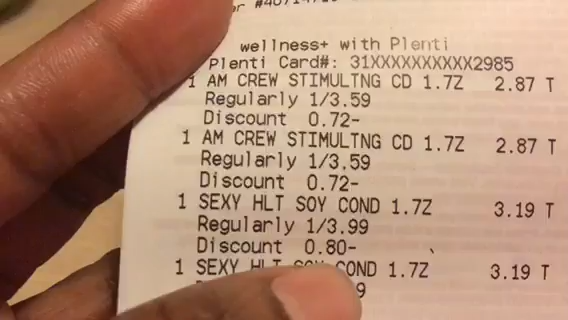 wellness+ with Plenti
Plenti Card#: 31XXXXXXXXXX2985
1 AM CREW STIMULTNG CD 1.7Z 2.87 T
Regularly 1/3.59
Discount 0.72-
1 AM CREW STIMULTNG CD 1.7Z 2.87 T
Regularly 1/3.59
Discount 0.72-
1 SEXY HLT SOY COND 1.7Z 3.19 T
Regularly 1/3.99
Discount 0.80-
1 SEXY HLT SOY COND 1.7Z 3.19 T